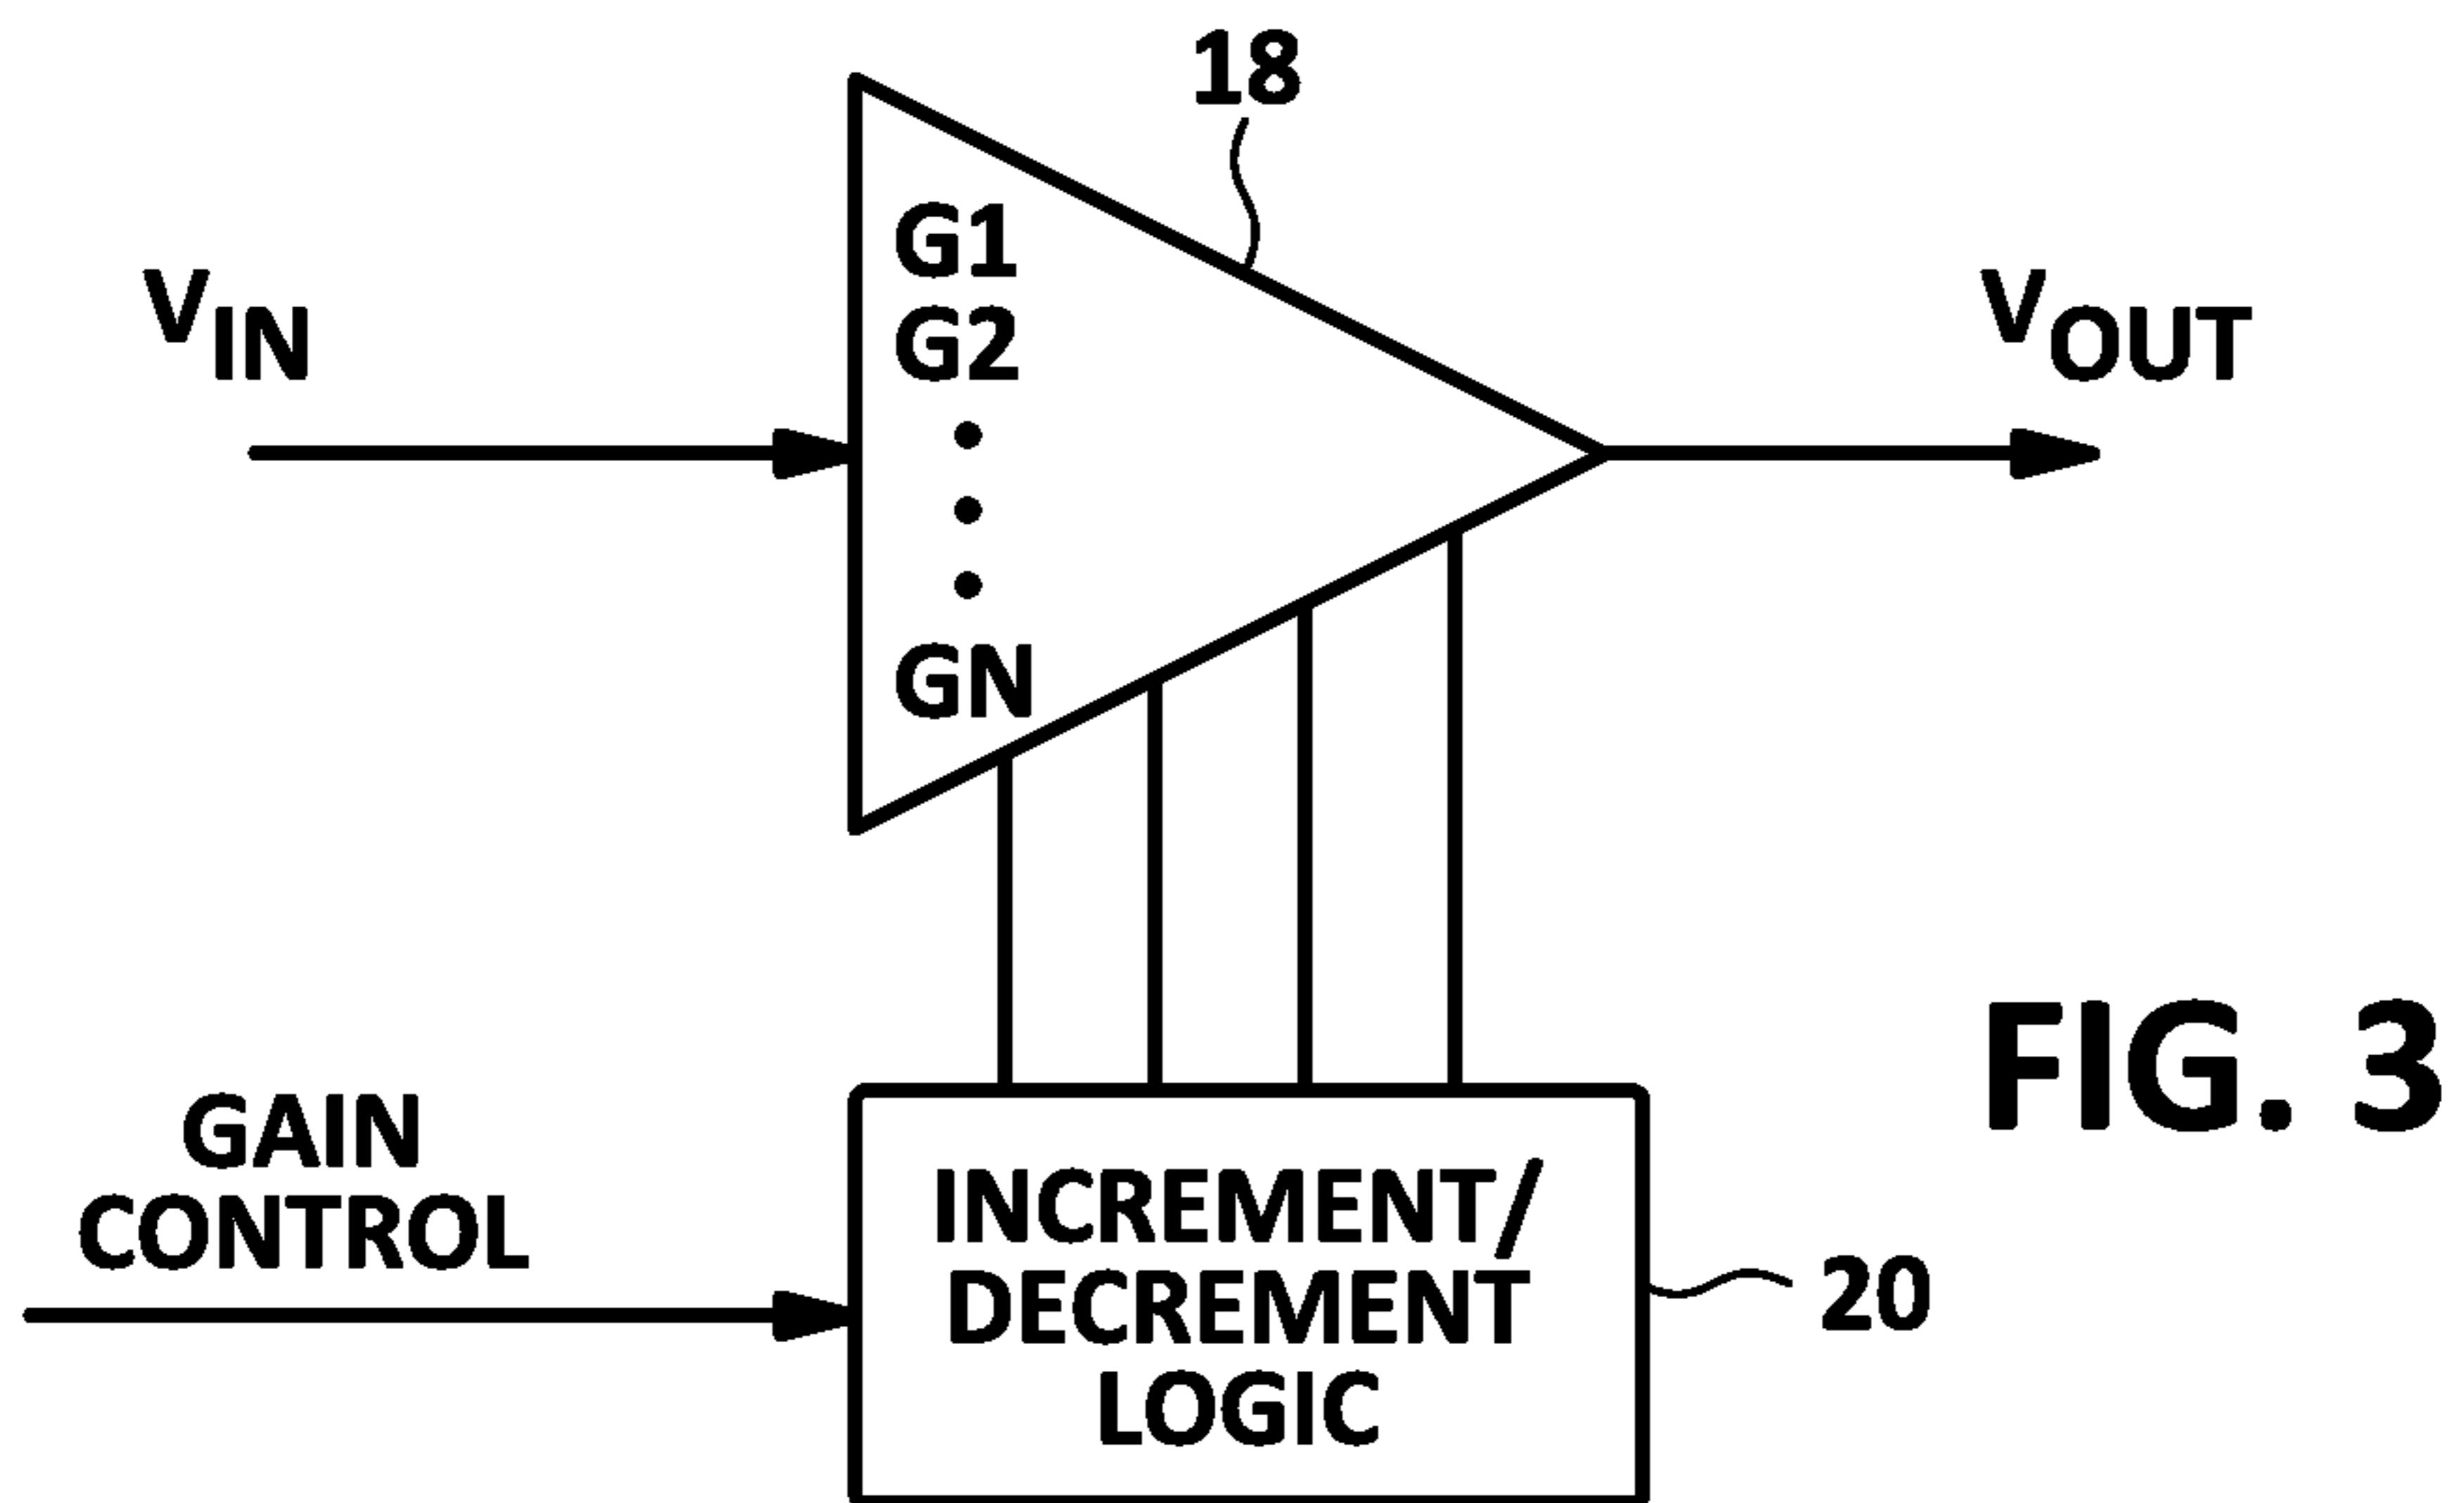 18
G1
G2
GN
VIN
VOUT
FIG. 3
GAIN
CONTROL
INCREMENT/
DECREMENT
LOGIC
20